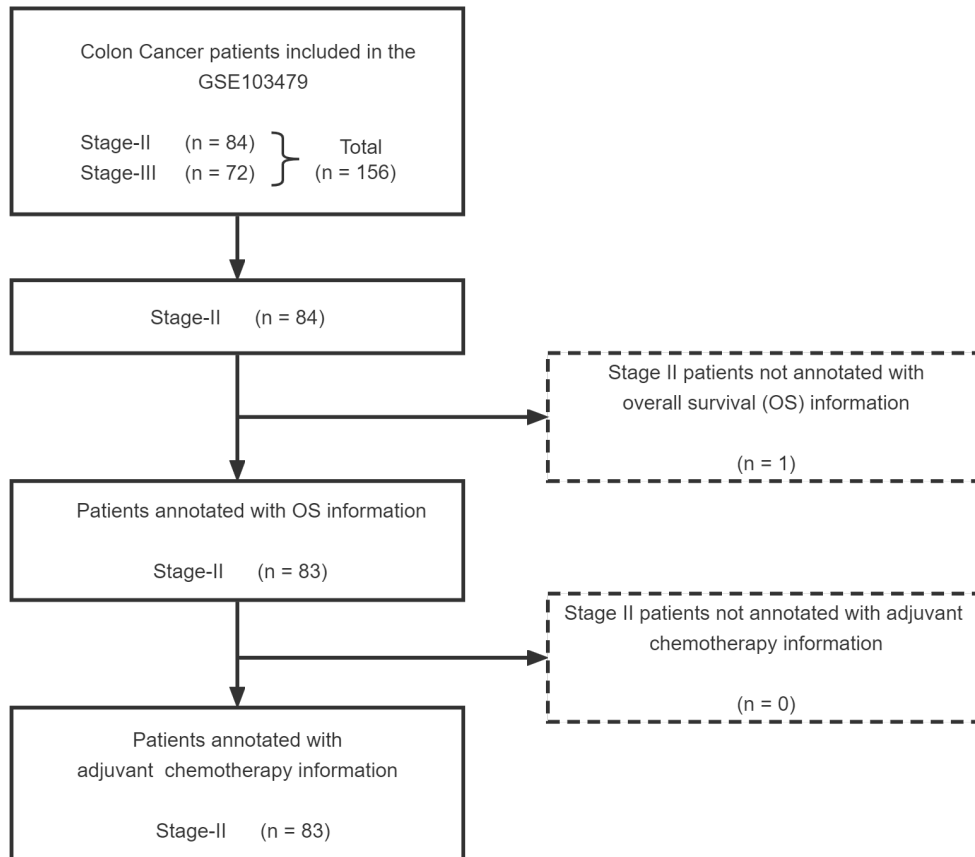 Colon Cancer patients included in the
GSE103479
Stage-II (n = 84)
Stage-III (n = 72)
Total
(n = 156)
Stage-II (n = 84)
Stage II patients not annotated with
overall survival (OS) information
(n = 1)
Patients annotated with OS information
Stage-II (n = 83)
Stage II patients not annotated with adjuvant
chemotherapy information
(n = 0)
Patients annotated with
adjuvant chemotherapy information
Stage-II (n = 83)